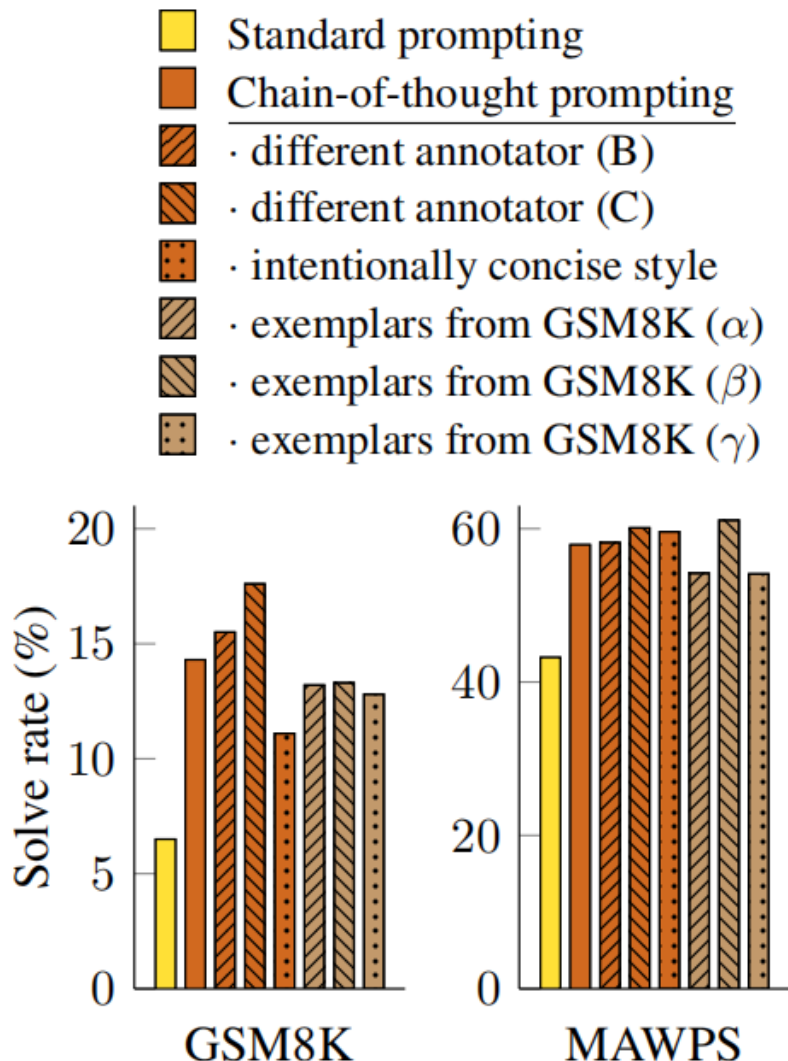 Standard prompting
Chain-of-thought prompting
· different annotator (B)
· different annotator (C)
· intentionally concise style
· exemplars from GSM8K (α)
· exemplars from GSM8K (β)
· exemplars from GSM8K (γ)
Solve rate (%)
20
15
10
5
0
GSM8K
60
40
20
0
MAWPS